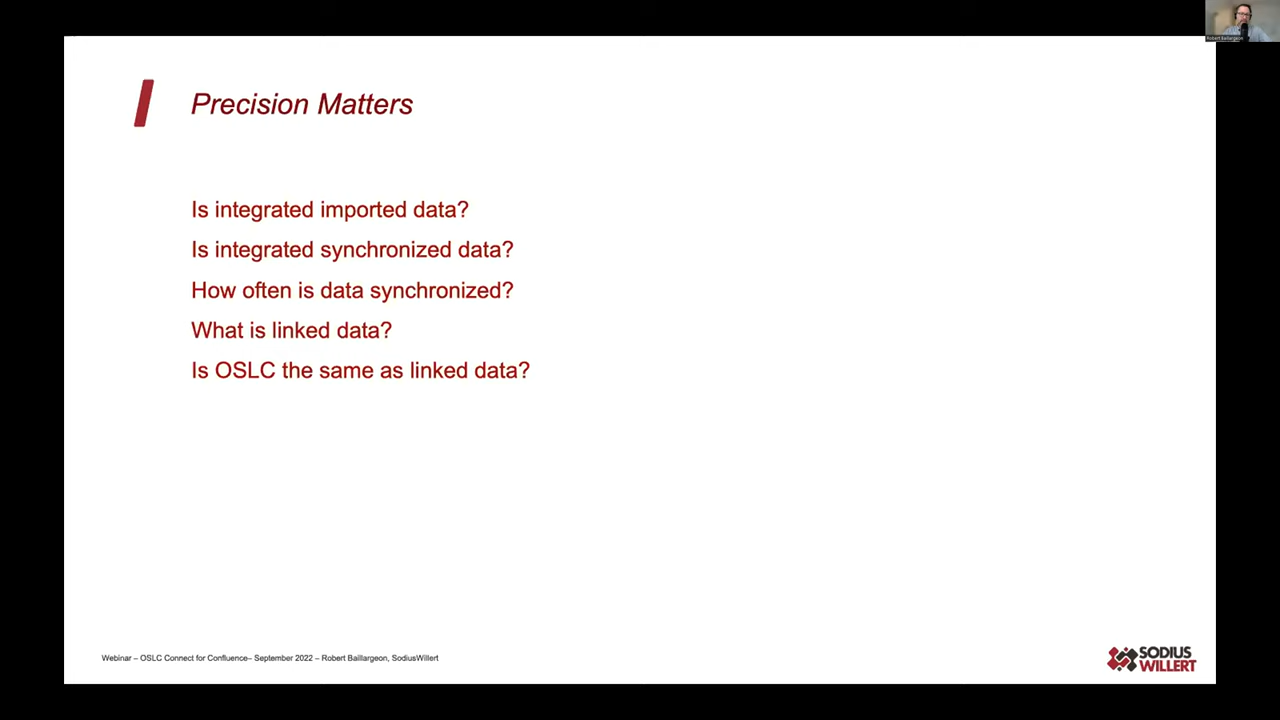 Robert Baillargeon
Precision Matters
Is integrated imported data?
Is integrated synchronized data?
How often is data synchronized?
What is linked data?
Is OSLC the same as linked data?
Webinar – OSLC Connect for Confluence– September 2022 – Robert Baillargeon, SodiusWillert
SODIUS
WILLERT